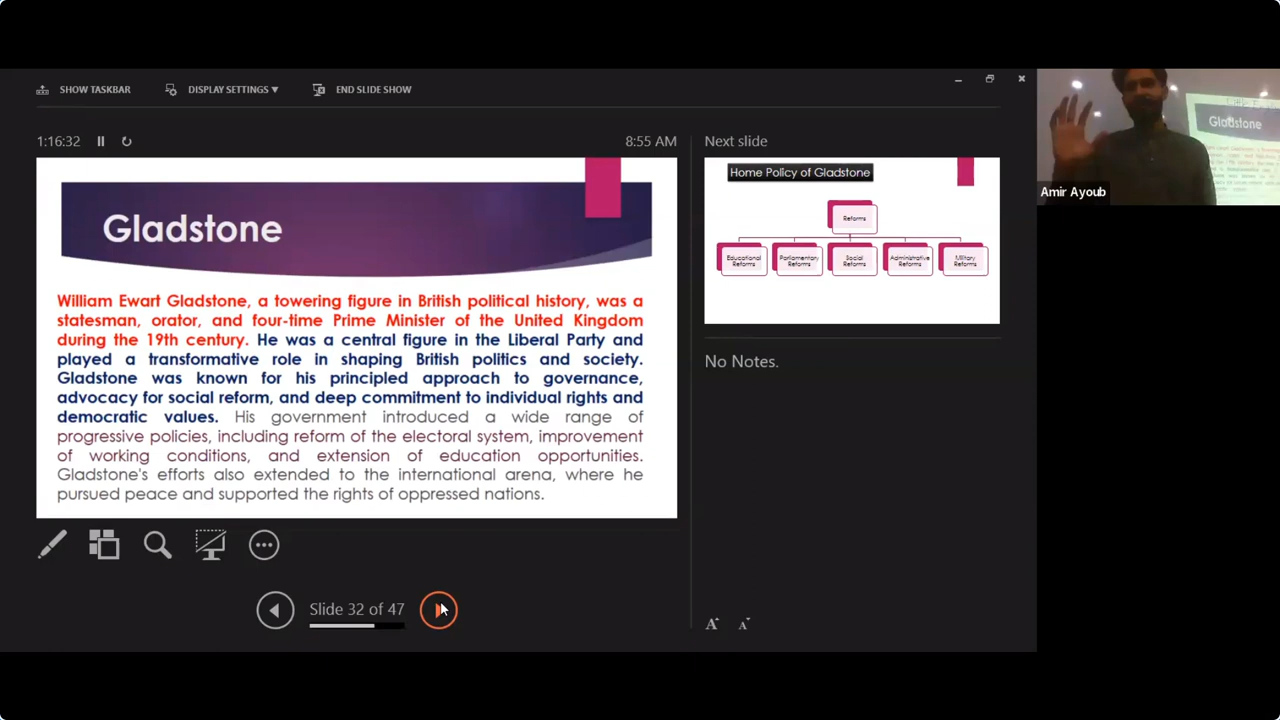 SHOW TASKBAR
DISPLAY SETTINGS ▼
END SLIDE SHOW
1:16:32
8:55 AM
Gladstone
William Ewart Gladstone, a towering figure in British political history, was a
statesman, orator, and four-time Prime Minister of the United Kingdom
during the 19th century. He was a central figure in the Liberal Party and
played a transformative role in shaping British politics and society.
Gladstone was known for his principled approach to governance,
advocacy for social reform, and deep commitment to individual rights and
democratic values. His government introduced a wide range of
progressive policies, including reform of the electoral system, improvement
of working conditions, and extension of education opportunities.
Gladstone's efforts also extended to the international arena, where he
pursued peace and supported the rights of oppressed nations.
Slide 32 of 47
Next slide
Home Policy of Gladstone
Reforms
Educational
Reforms
Parliamentary
Reforms
Social
Reforms
Administrative
Reforms
Military
Reforms
No Notes.
A A
Gladstone
Amir Ayoub